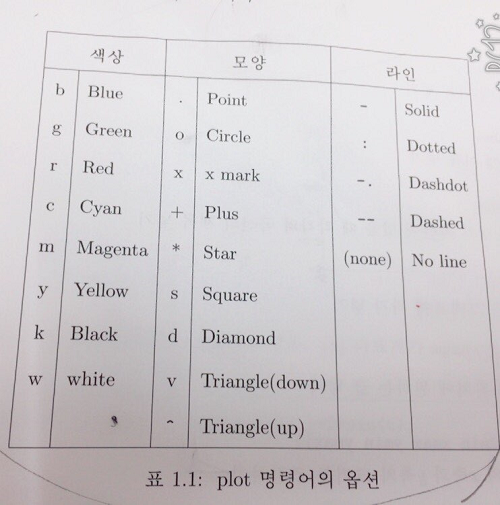 색상 모양 라인
b Blue . Point - Solid
g Green o Circle : Dotted
r Red x x mark -. Dashdot
c Cyan + Plus -- Dashed
m Magenta * Star (none) No line
y Yellow s Square
k Black d Diamond
w white v Triangle(down)
^ Triangle(up)
표 1.1: plot 명령어의 옵션